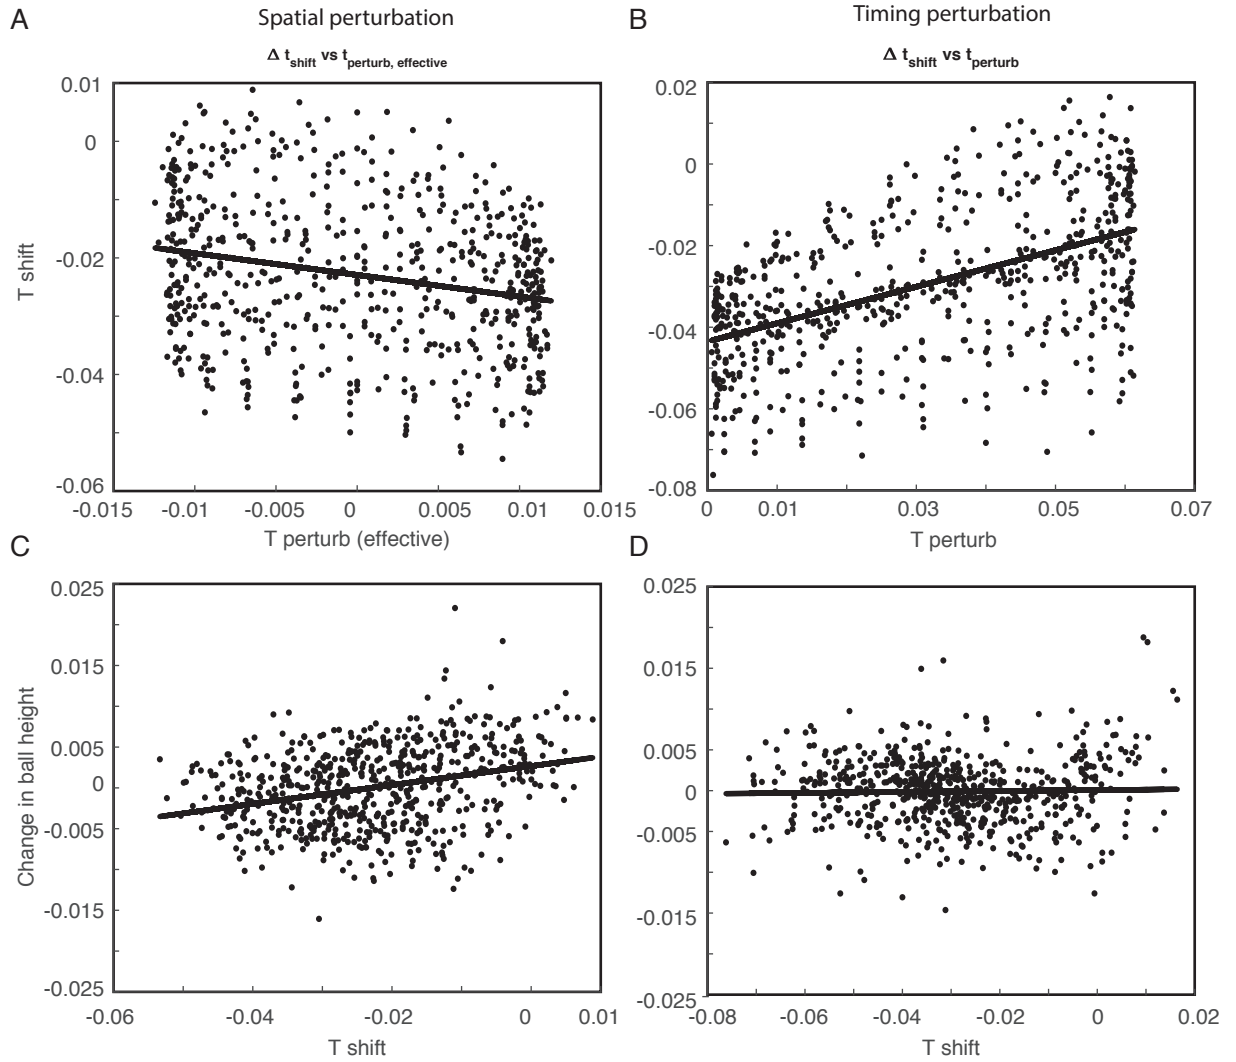 A
Spatial perturbation
Δ t_shift vs t_perturb, effective
0.01
0
-0.02
-0.04
-0.06
T shift
-0.015 -0.01 -0.005 0 0.005 0.01 0.015
T perturb (effective)
B
Timing perturbation
Δ t_shift vs t_perturb
0.02
0
-0.02
-0.04
-0.06
-0.08
0 0.01 0.03 0.05 0.07
T perturb
C
0.025
0.015
0.005
0
-0.005
-0.015
-0.025
Change in ball height
-0.06 -0.04 -0.02 0 0.01
T shift
D
0.025
0.015
0.005
0
-0.005
-0.015
-0.025
-0.08 -0.06 -0.04 -0.02 0 0.02
T shift